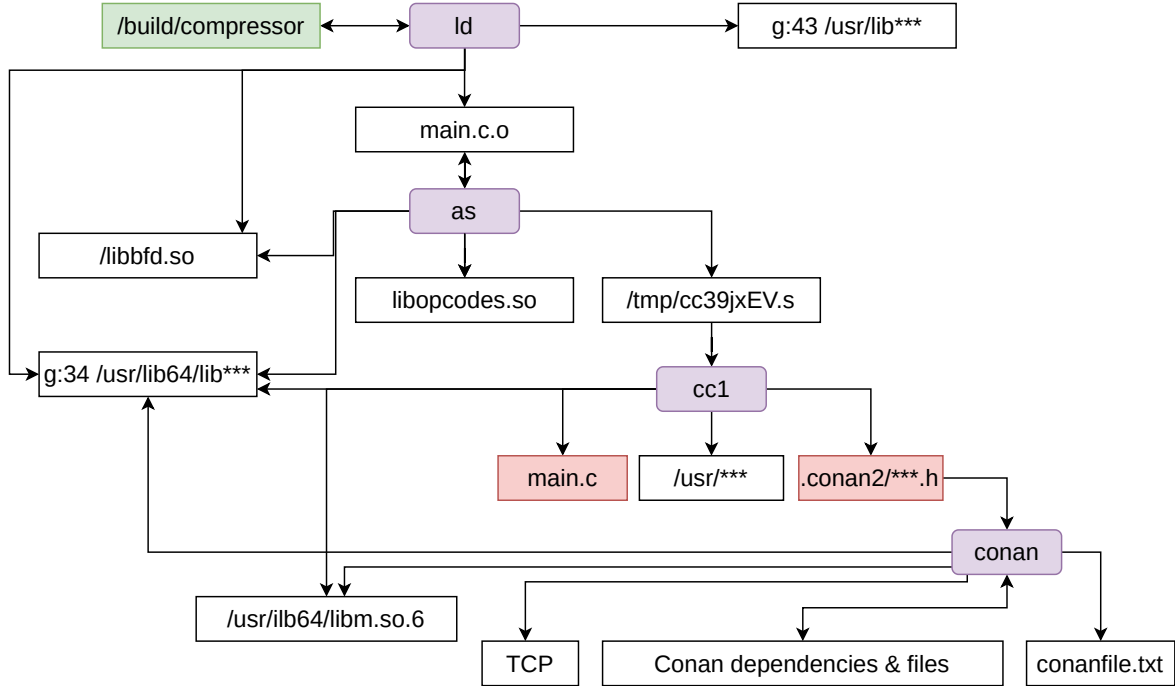 /build/compressor
ld
g:43 /usr/lib***
main.c.o
as
/libbfd.so
libopcodes.so
/tmp/cc39jxEV.s
g:34 /usr/lib64/lib***
cc1
main.c
/usr/***
.conan2/***.h
conan
/usr/ilb64/libm.so.6
TCP
Conan dependencies & files
conanfile.txt